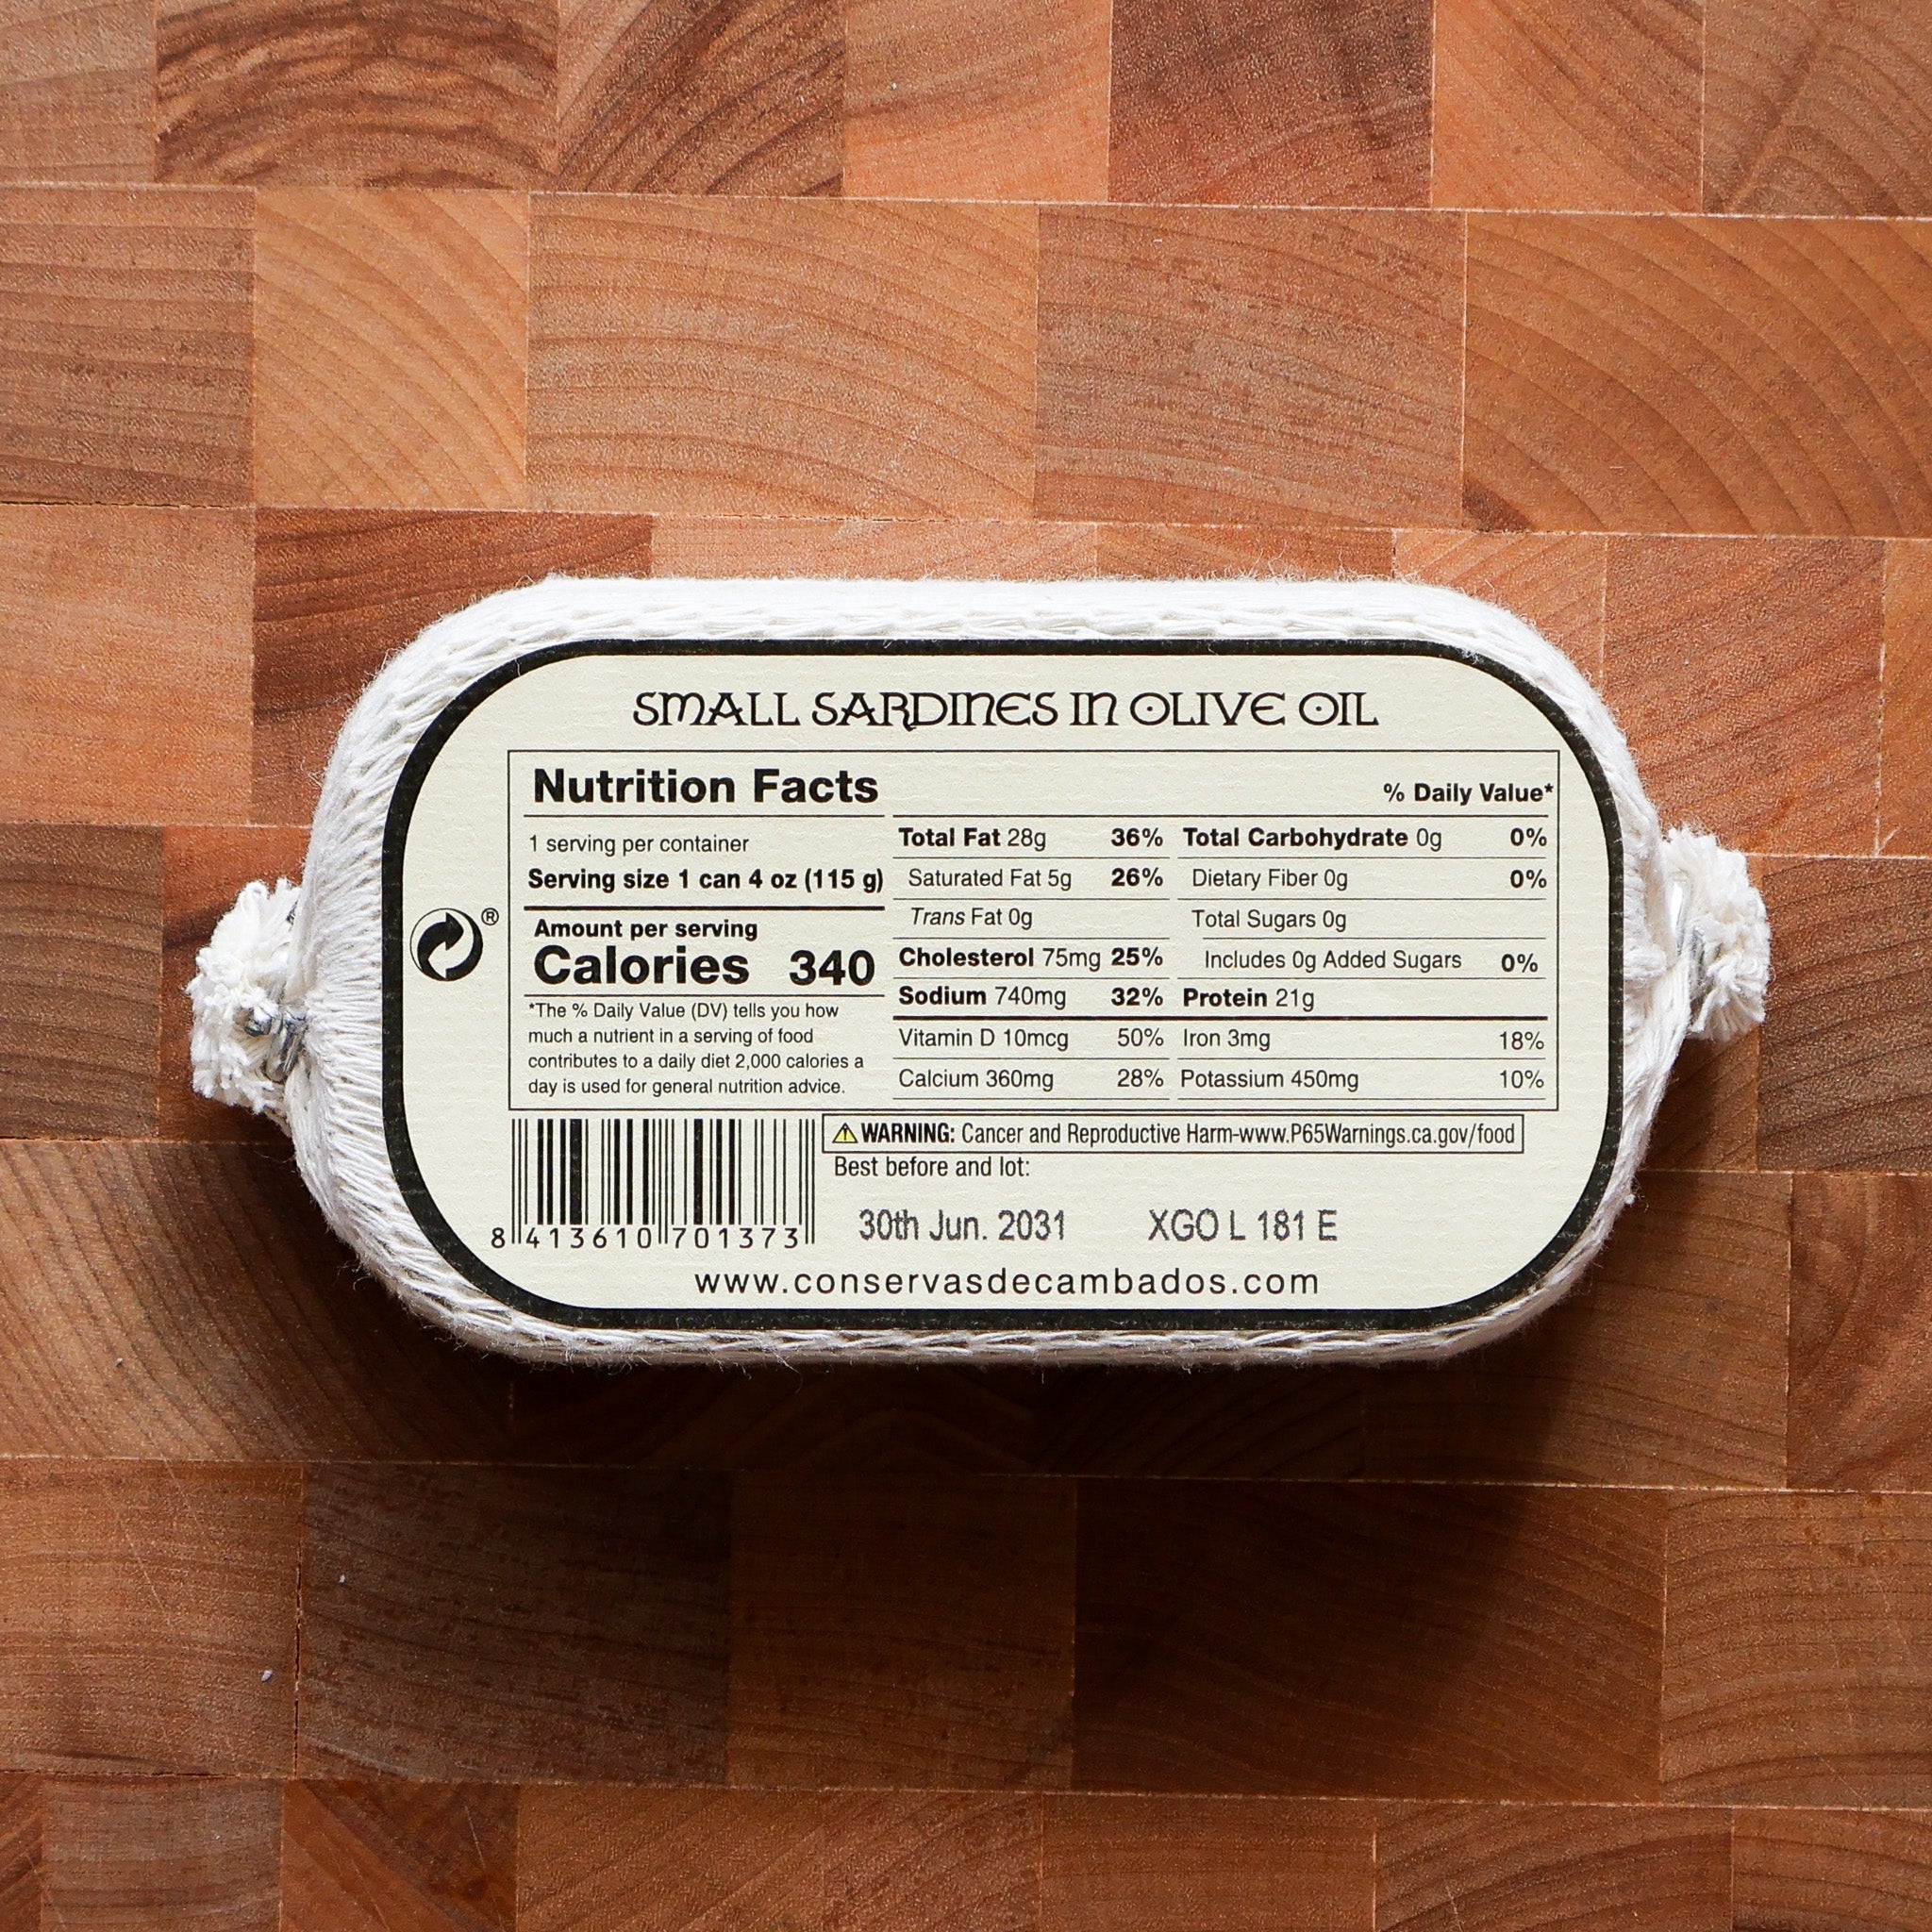 SMALL SARDINES IN OLIVE OIL
Nutrition Facts
1 serving per container
Serving size 1 can 4 oz (115 g)
Amount per serving
Calories 340
*The % Daily Value (DV) tells you how
much a nutrient in a serving of food
contributes to a daily diet 2,000 calories a
day is used for general nutrition advice.
% Daily Value*
Total Fat 28g 36%
Saturated Fat 5g 26%
Trans Fat 0g
Cholesterol 75mg 25%
Sodium 740mg 32%
Vitamin D 10mcg 50%
Calcium 360mg 28%
Total Carbohydrate 0g 0%
Dietary Fiber 0g 0%
Total Sugars 0g
Includes 0g Added Sugars 0%
Protein 21g
Iron 3mg 18%
Potassium 450mg 10%
®
WARNING: Cancer and Reproductive Harm-www.P65Warnings.ca.gov/food
Best before and lot:
30th Jun. 2031 XGO L 181 E
8 413610 701373
www.conservasdecambados.com